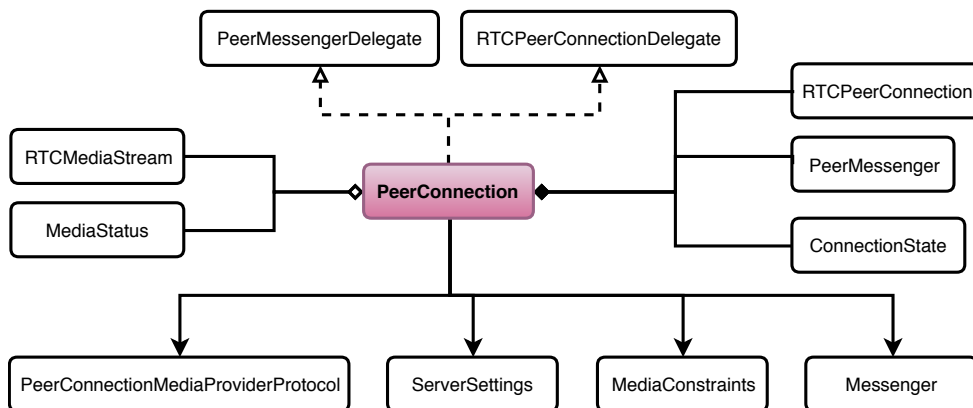 PeerMessengerDelegate
RTCPeerConnectionDelegate
RTCPeerConnection
RTCMediaStream
PeerMessenger
PeerConnection
MediaStatus
ConnectionState
PeerConnectionMediaProviderProtocol
ServerSettings
MediaConstraints
Messenger